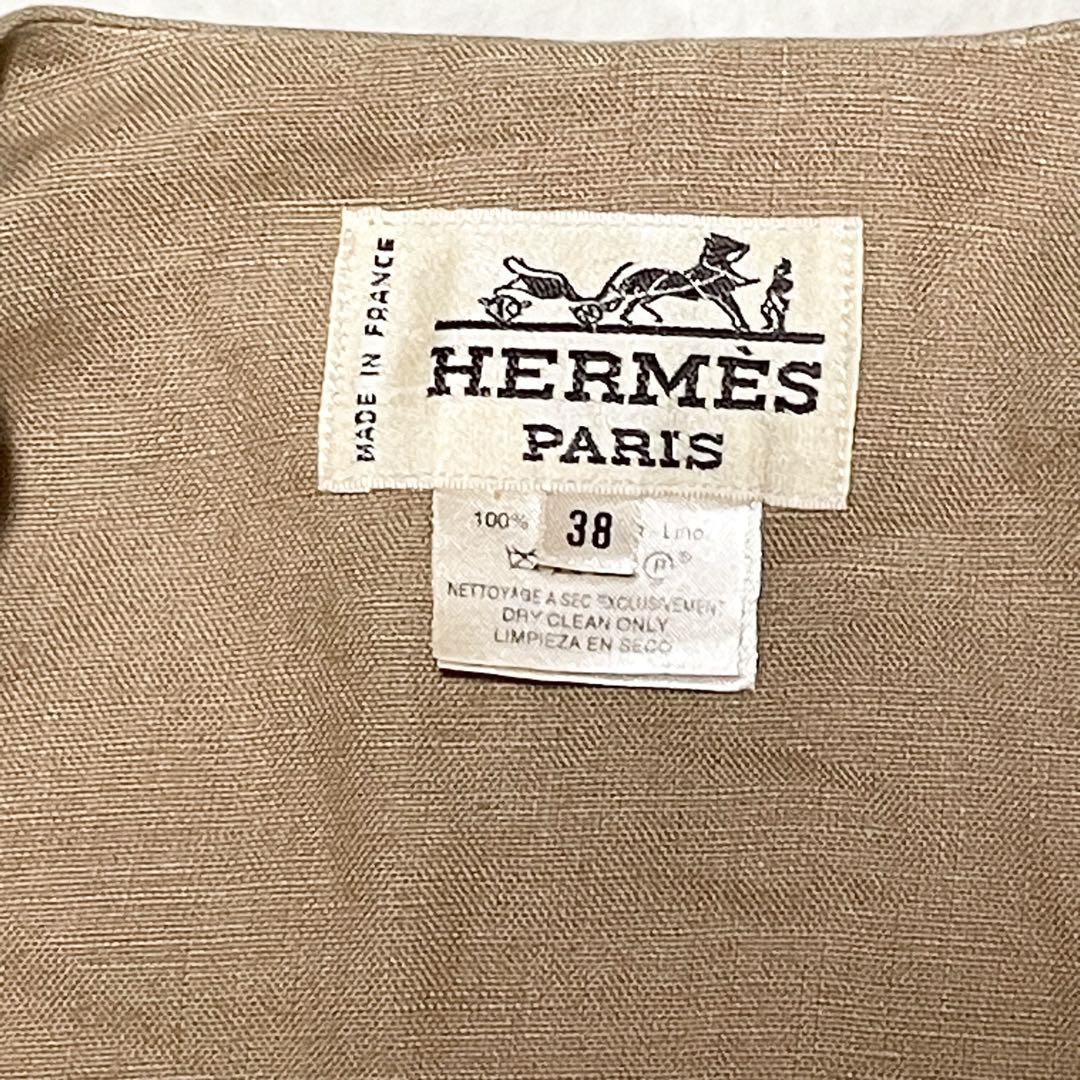 MADE IN FRANCE
HERMÈS
PARIS
100%
38
Lino
P®
NETTOYAGE A SEC EXCLUSIVEMENT
DRY CLEAN ONLY
LIMPIEZA EN SECO